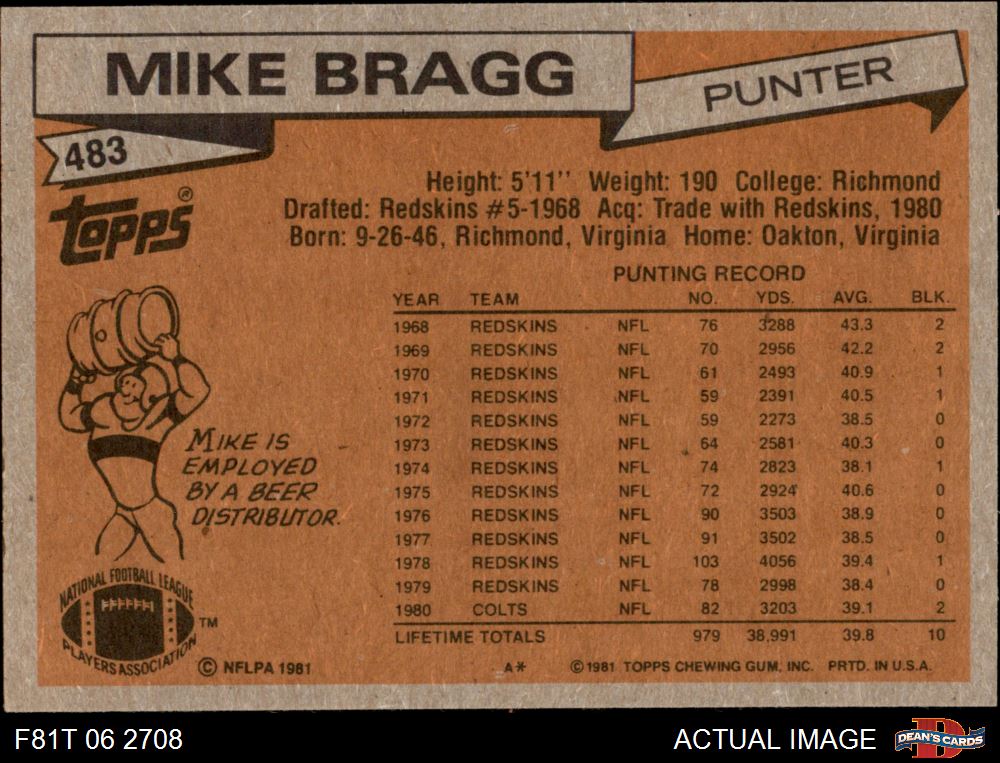 MIKE BRAGG
PUNTER
483
TOPPS®
Height: 5'11'' Weight: 190 College: Richmond
Drafted: Redskins #5-1968 Acq: Trade with Redskins, 1980
Born: 9-26-46, Richmond, Virginia Home: Oakton, Virginia
PUNTING RECORD
YEAR TEAM NO. YDS. AVG. BLK.
1968 REDSKINS NFL 76 3288 43.3 2
1969 REDSKINS NFL 70 2956 42.2 2
1970 REDSKINS NFL 61 2493 40.9 1
1971 REDSKINS NFL 59 2391 40.5 1
1972 REDSKINS NFL 59 2273 38.5 0
1973 REDSKINS NFL 64 2581 40.3 0
1974 REDSKINS NFL 74 2823 38.1 1
1975 REDSKINS NFL 72 2924 40.6 0
1976 REDSKINS NFL 90 3503 38.9 0
1977 REDSKINS NFL 91 3502 38.5 0
1978 REDSKINS NFL 103 4056 39.4 1
1979 REDSKINS NFL 78 2998 38.4 0
1980 COLTS NFL 82 3203 39.1 2
LIFETIME TOTALS 979 38,991 39.8 10
MIKE IS
EMPLOYED
BY A BEER
DISTRIBUTOR.
NATIONAL FOOTBALL LEAGUE
PLAYERS ASSOCIATION
TM
© NFLPA 1981
A* © 1981 TOPPS CHEWING GUM, INC. PRTD. IN U.S.A.
F81T 06 2708
ACTUAL IMAGE
DEAN'S CARDS